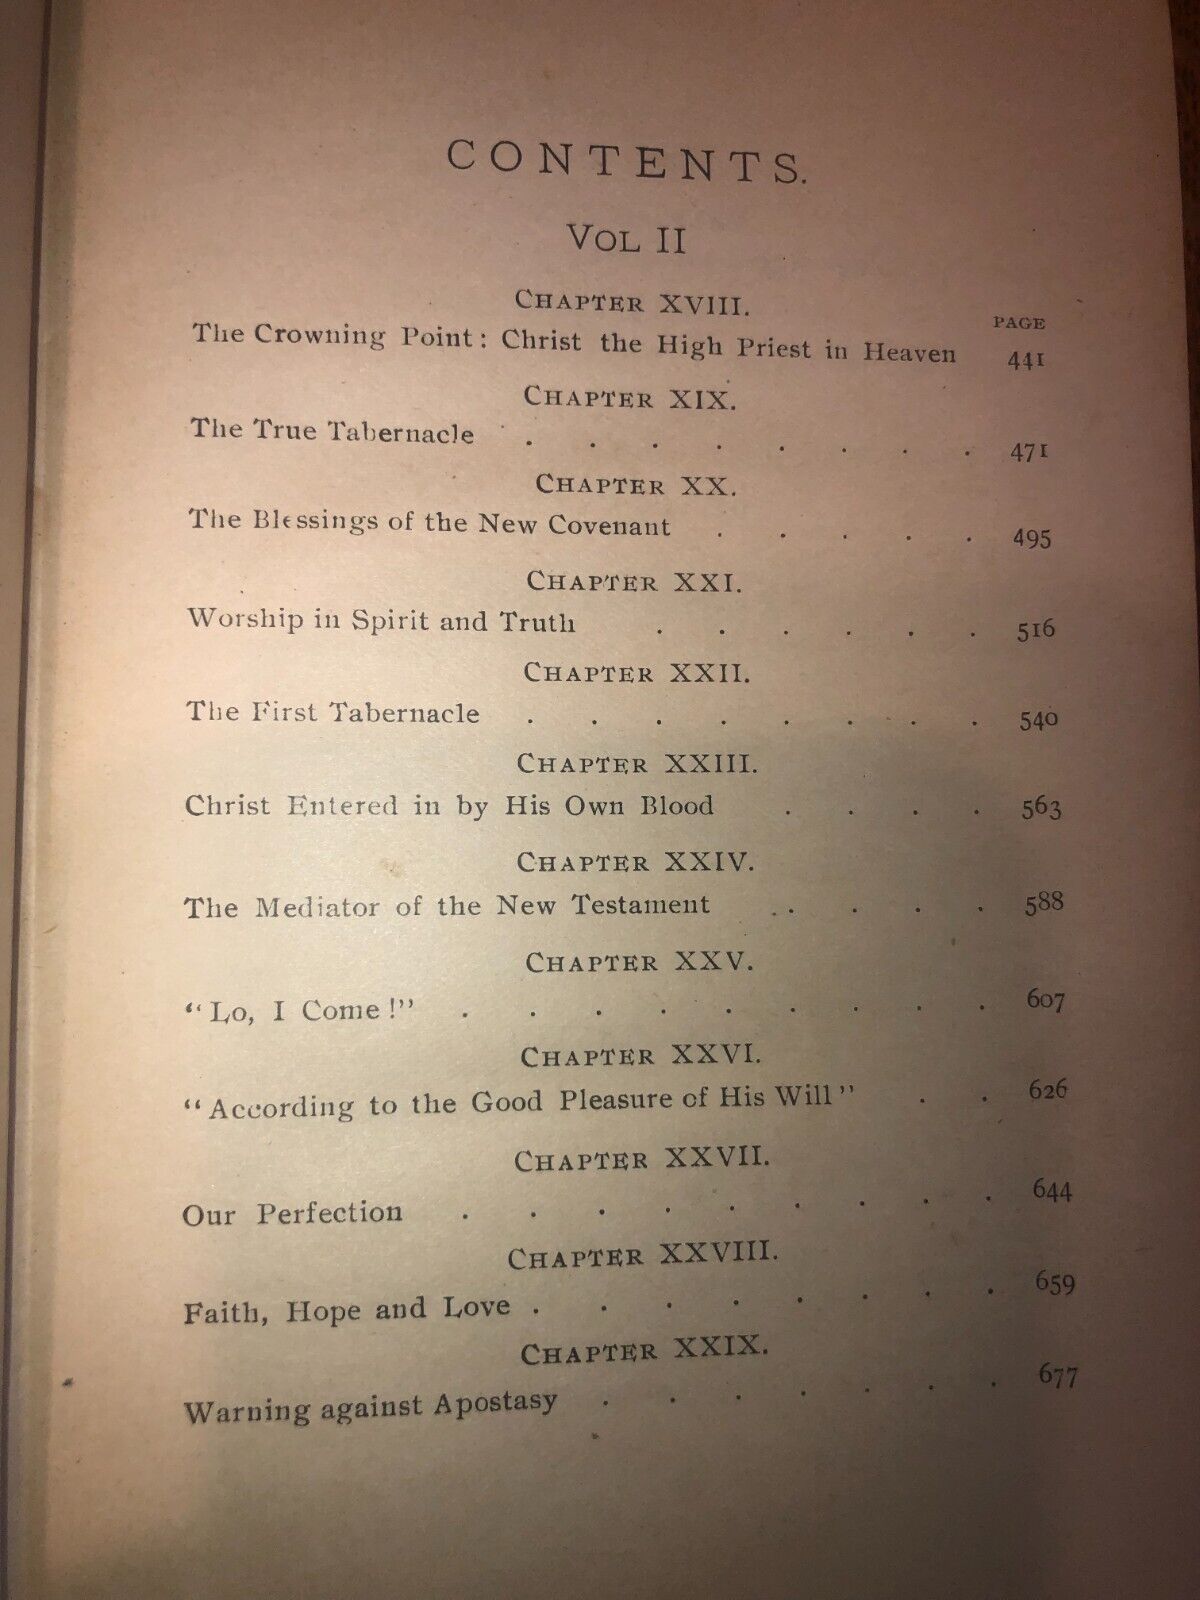 CONTENTS.
VOL II
CHAPTER XVIII.
PAGE
The Crowning Point: Christ the High Priest in Heaven 441
CHAPTER XIX.
The True Tabernacle . . . . . . . . 471
CHAPTER XX.
The Blessings of the New Covenant . . . . . 495
CHAPTER XXI.
Worship in Spirit and Truth . . . . . . 516
CHAPTER XXII.
The First Tabernacle . . . . . . . . 540
CHAPTER XXIII.
Christ Entered in by His Own Blood . . . . 563
CHAPTER XXIV.
The Mediator of the New Testament . . . . 588
CHAPTER XXV.
"Lo, I Come!" . . . . . . . . . 607
CHAPTER XXVI.
"According to the Good Pleasure of His Will" . . 626
CHAPTER XXVII.
Our Perfection . . . . . . . . . 644
CHAPTER XXVIII.
Faith, Hope and Love . . . . . . . . 659
CHAPTER XXIX.
Warning against Apostasy . . . . . . . 677